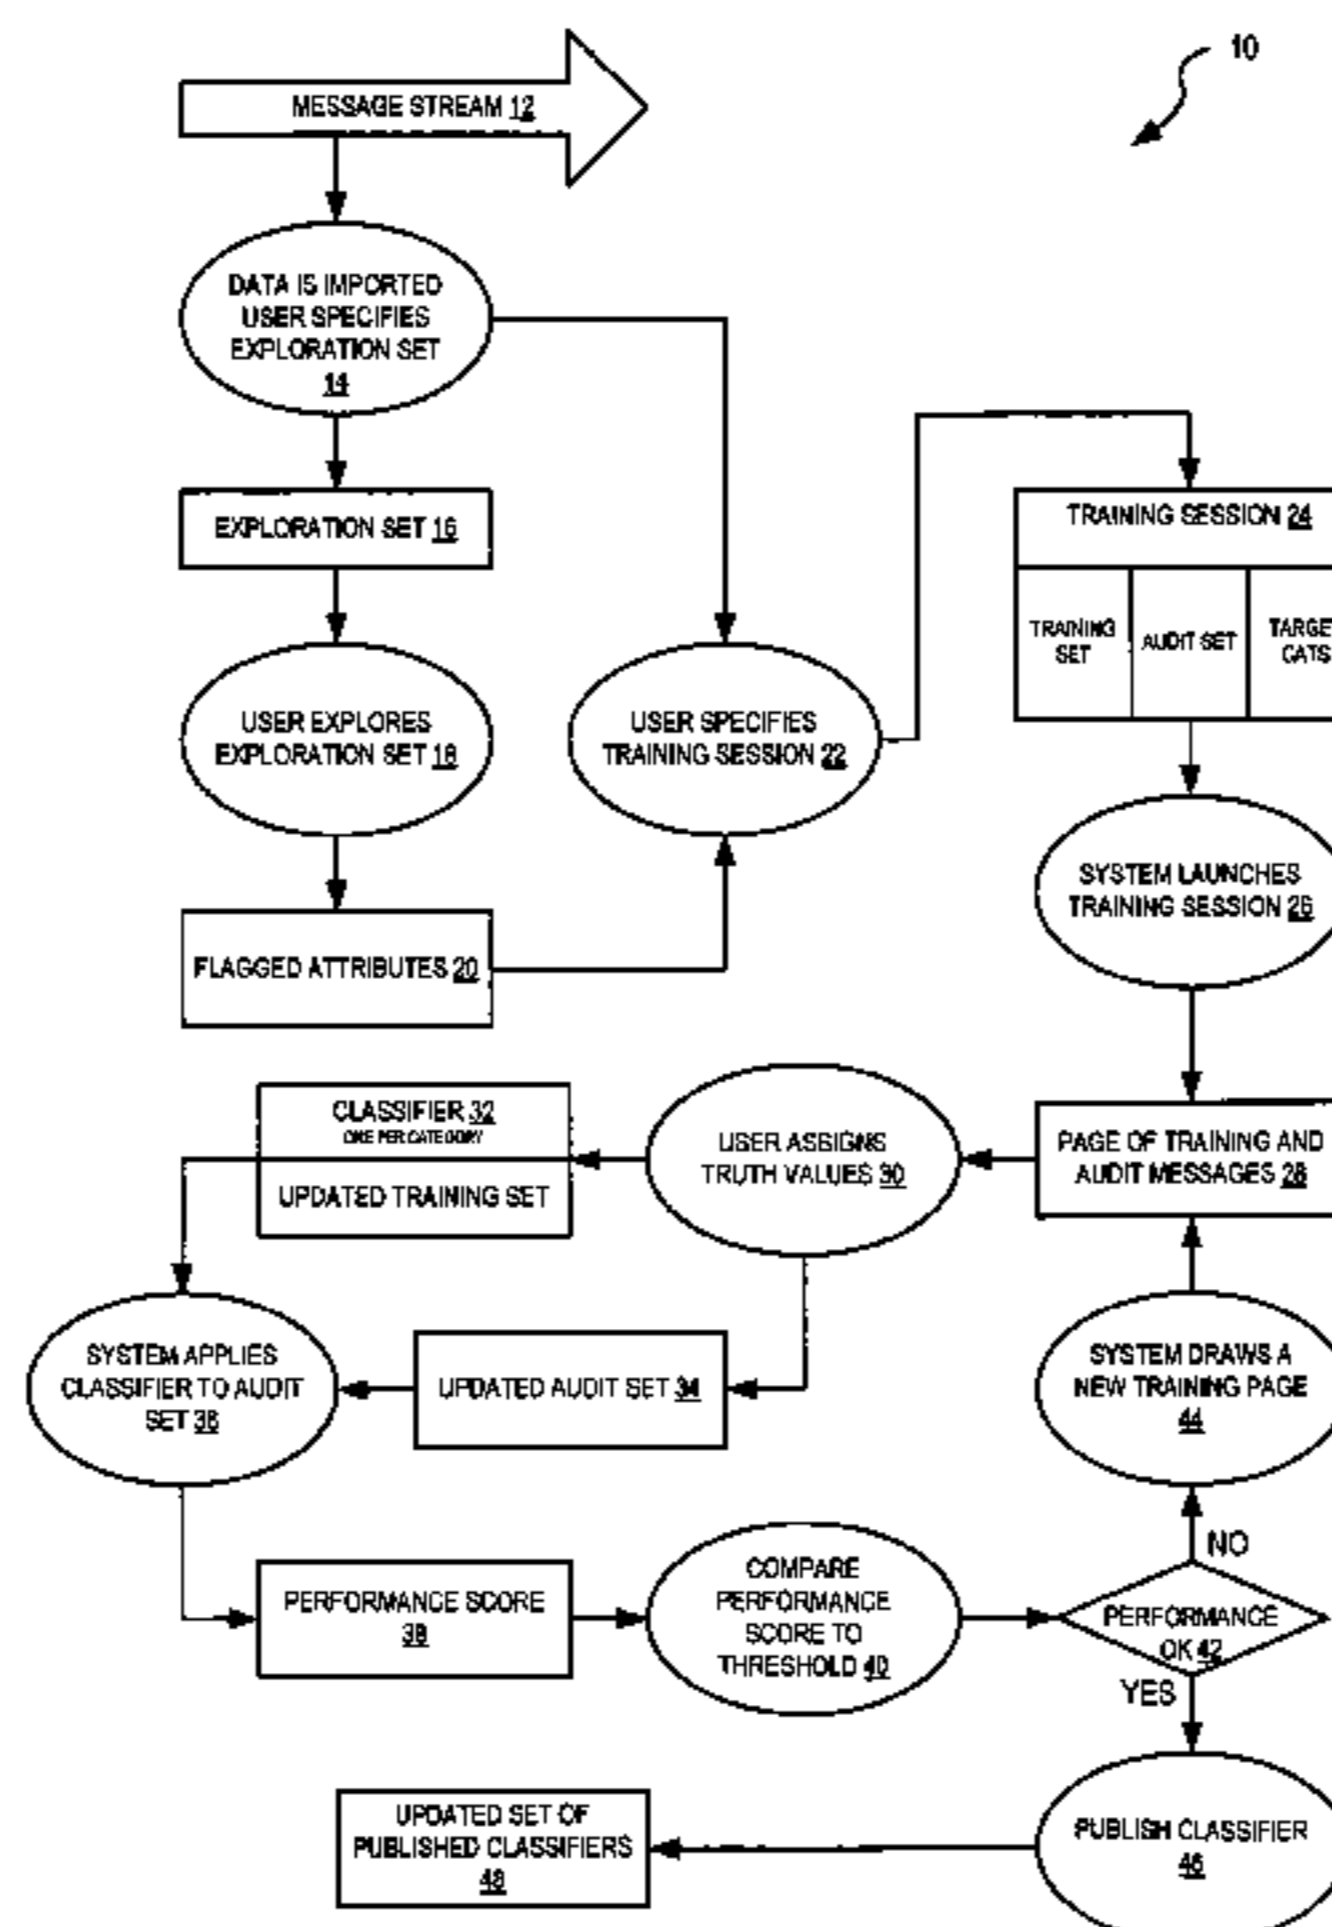 10
MESSAGE STREAM 12
DATA IS IMPORTED
USER SPECIFIES
EXPLORATION SET
14
EXPLORATION SET 16
TRAINING SESSION 24
TRAINING
SET
AUDIT SET
TARGE
CATS
USER EXPLORES
EXPLORATION SET 18
USER SPECIFIES
TRAINING SESSION 22
SYSTEM LAUNCHES
TRAINING SESSION 26
FLAGGED ATTRIBUTES 20
CLASSIFIER 32
ONE PER CATEGORY
UPDATED TRAINING SET
USER ASSIGNS
TRUTH VALUES 30
PAGE OF TRAINING AND
AUDIT MESSAGES 28
SYSTEM APPLIES
CLASSIFIER TO AUDIT
SET 36
UPDATED AUDIT SET 34
SYSTEM DRAWS A
NEW TRAINING PAGE
44
NO
PERFORMANCE SCORE
38
COMPARE
PERFORMANCE
SCORE TO
THRESHOLD 40
PERFORMANCE
OK 42
YES
UPDATED SET OF
PUBLISHED CLASSIFIERS
48
PUBLISH CLASSIFIER
46